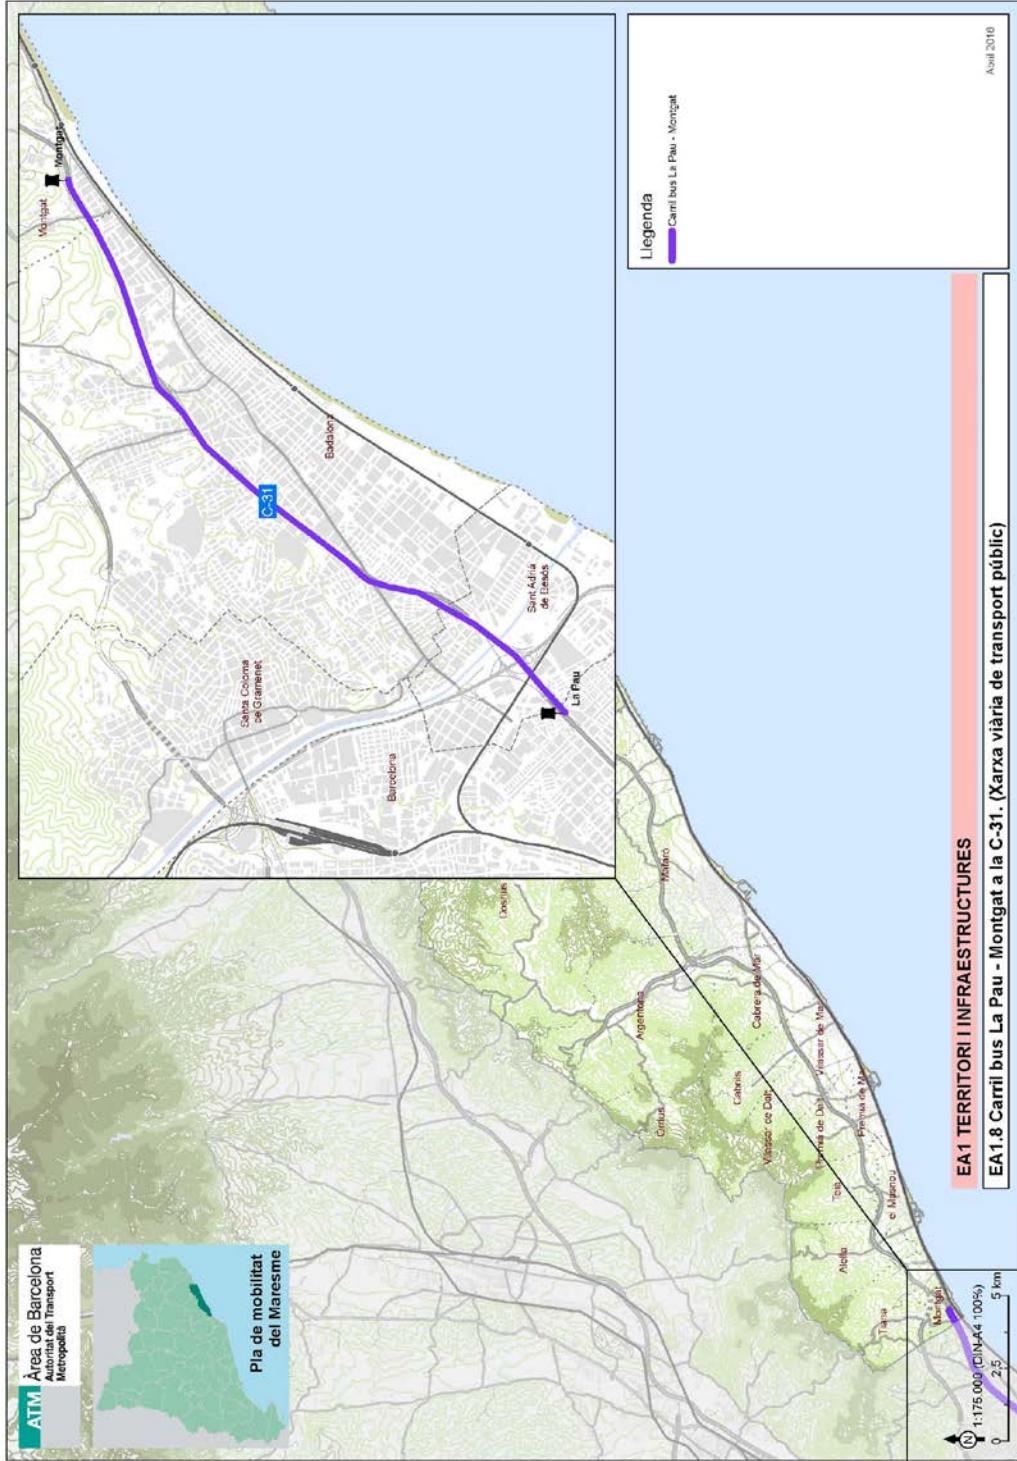 ATM Àrea de Barcelona
Autoritat del Transport
Metropolità
Pla de mobilitat
del Maresme
Montgat
Montgat
C-31
Badalona
Santa Coloma
de Gramenet
Sant Adrià
de Besòs
Barcelona
La Pau
Dosrius
Mataró
Argentona
Cabrera de Mar
Òrrius
Cabrils
Vilassar de Mar
Vilassar de Dalt
Premià de Dalt
Premià de Mar
Teià
el Masnou
Alella
Tiana
Montgat
N
1:175.000 (DIN-A4 100%)
0 2,5 5 km
Llegenda
Carril bus La Pau - Montgat
Abril 2016
EA1 TERRITORI I INFRAESTRUCTURES
EA1.8 Carril bus La Pau - Montgat a la C-31. (Xarxa viària de transport públic)